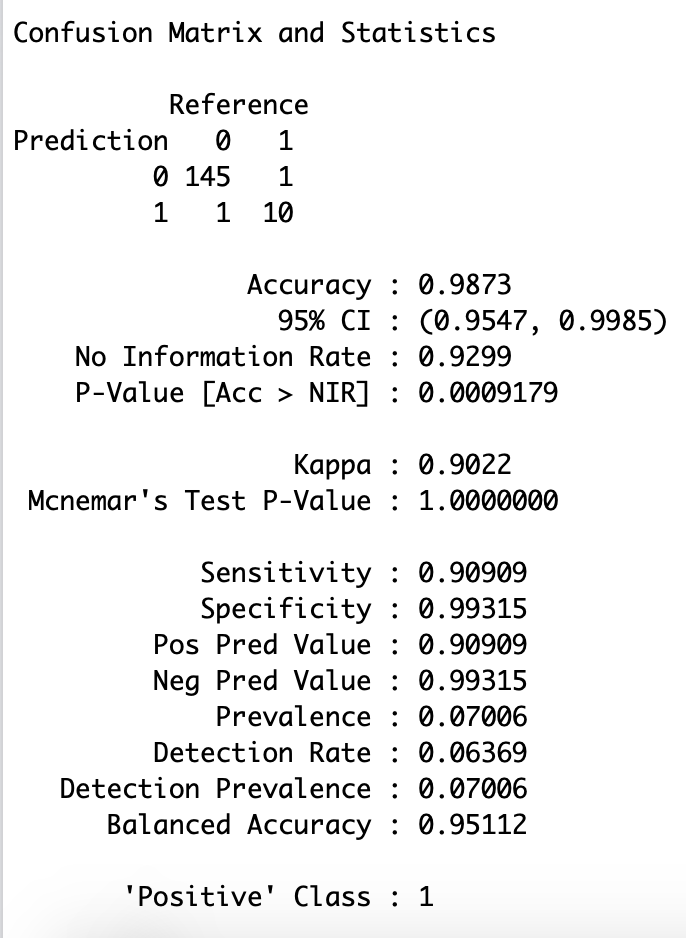 Confusion Matrix and Statistics
Reference
Prediction 0 1
0 145 1
1 1 10
Accuracy : 0.9873
95% CI : (0.9547, 0.9985)
No Information Rate : 0.9299
P-Value [Acc > NIR] : 0.0009179
Kappa : 0.9022
Mcnemar's Test P-Value : 1.0000000
Sensitivity : 0.90909
Specificity : 0.99315
Pos Pred Value : 0.90909
Neg Pred Value : 0.99315
Prevalence : 0.07006
Detection Rate : 0.06369
Detection Prevalence : 0.07006
Balanced Accuracy : 0.95112
'Positive' Class : 1